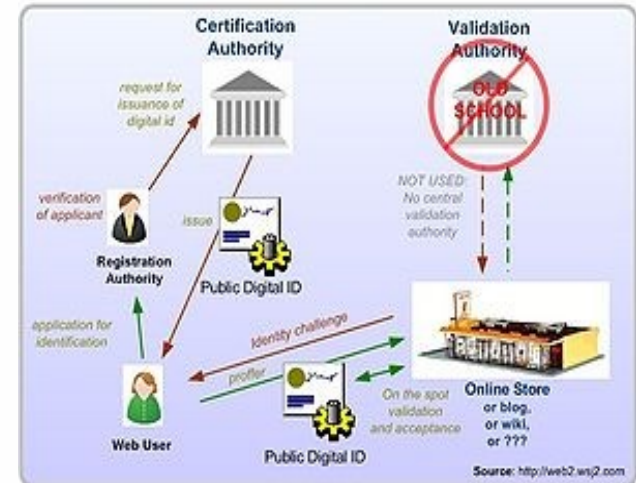 Certification
Authority
Validation
Authority
OLD
SCHOOL
request for
issuance of
digital id
verification
of applicant
issue
NOT USED:
No central
validation
authority
Registration
Authority
Public Digital ID
application for
identification
Identity challenge
proffer
On the spot
validation
and acceptance
Online Store
or blog,
or wiki,
or ???
Web User
Public Digital ID
Source: http://web2.wsj2.com